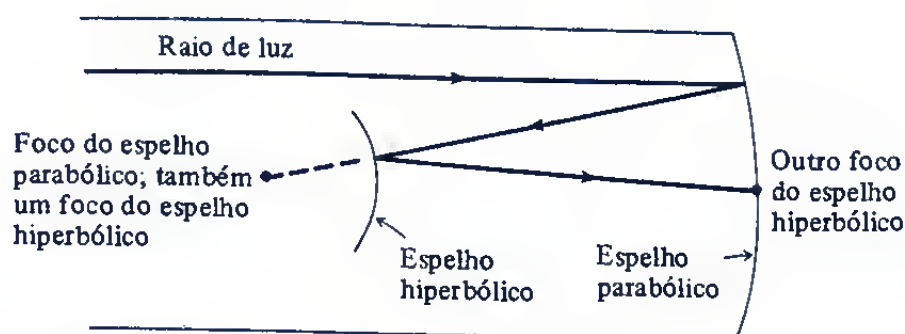 Raio de luz
Foco do espelho
parabólico; também
um foco do espelho
hiperbólico
Espelho
hiperbólico
Espelho
parabólico
Outro foco
do espelho
hiperbólico